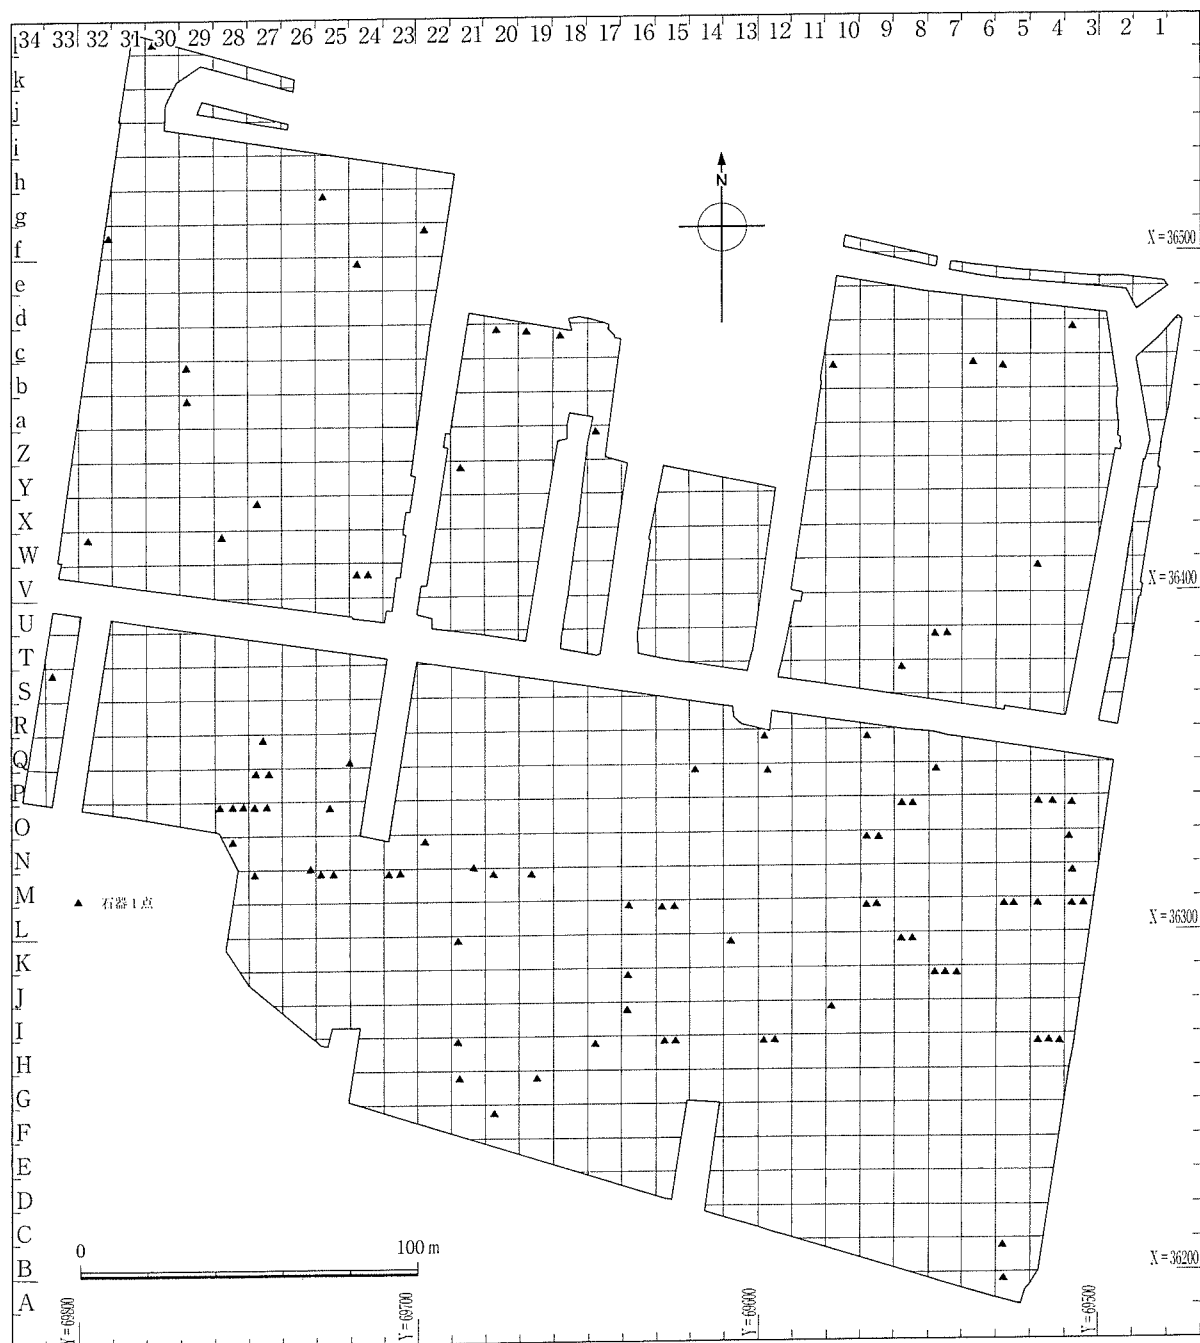 34 33 32 31 30 29 28 27 26 25 24 23 22 21 20 19 18 17 16 15 14 13 12 11 10 9 8 7 6 5 4 3 2 1
l
k
j
i
h
g
f
e
d
c
b
a
Z
Y
X
W
V
U
T
S
R
Q
P
O
N
M
L
K
J
I
H
G
F
E
D
C
B
A
N
X=36500
X=36400
X=36300
X=36200
▲ 石器1点
0 100m
Y=69800
Y=69700
Y=69600
Y=69500